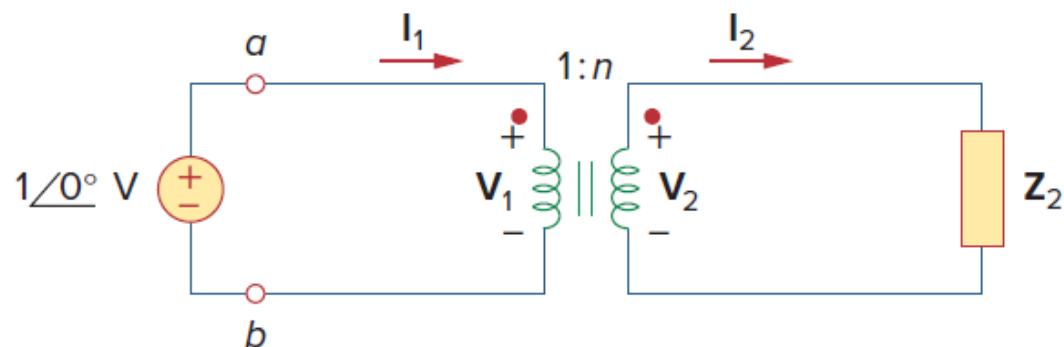 a
I₁
1:n
I₂
1∠0° V
+
−
+
V₁
−
+
V₂
−
Z₂
b